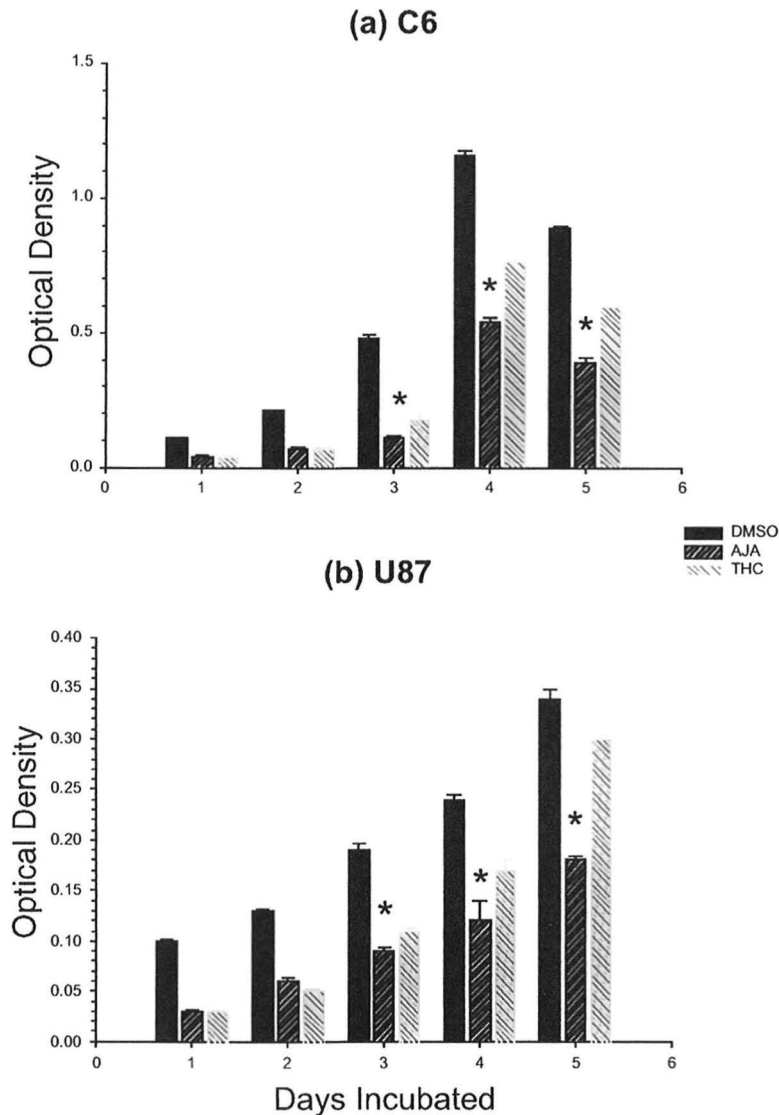 (a) C6
1.5
1.0
0.5
0.0
Optical Density
*
*
*
0 1 2 3 4 5 6
DMSO
AJA
THC
(b) U87
0.40
0.35
0.30
0.25
0.20
0.15
0.10
0.05
0.00
Optical Density
*
*
*
0 1 2 3 4 5 6
Days Incubated